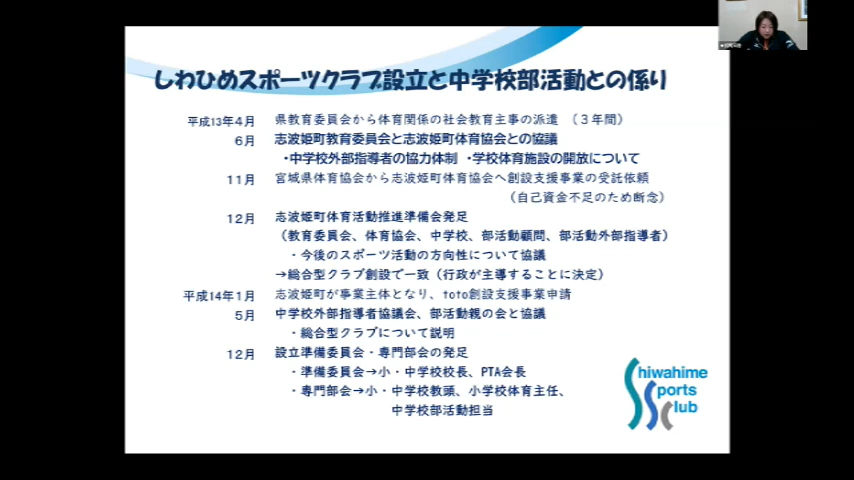 しわひめスポーツクラブ設立と中学校部活動との係り
平成13年4月 県教育委員会から体育関係の社会教育主事の派遣 （３年間）
6月 志波姫町教育委員会と志波姫町体育協会との協議
・中学校外部指導者の協力体制 ・学校体育施設の開放について
11月 宮城県体育協会から志波姫町体育協会へ創設支援事業の受託依頼
（自己資金不足のため断念）
12月 志波姫町体育活動推進準備会発足
（教育委員会、体育協会、中学校、部活動顧問、部活動外部指導者）
・今後のスポーツ活動の方向性について協議
→総合型クラブ創設で一致（行政が主導することに決定）
平成14年1月 志波姫町が事業主体となり、toto創設支援事業申請
5月 中学校外部指導者協議会、部活動親の会と協議
・総合型クラブについて説明
12月 設立準備委員会・専門部会の発足
・準備委員会→小・中学校校長、PTA会長
・専門部会→小・中学校教頭、小学校体育主任、
中学校部活動担当
Shiwahime
Sports
Club